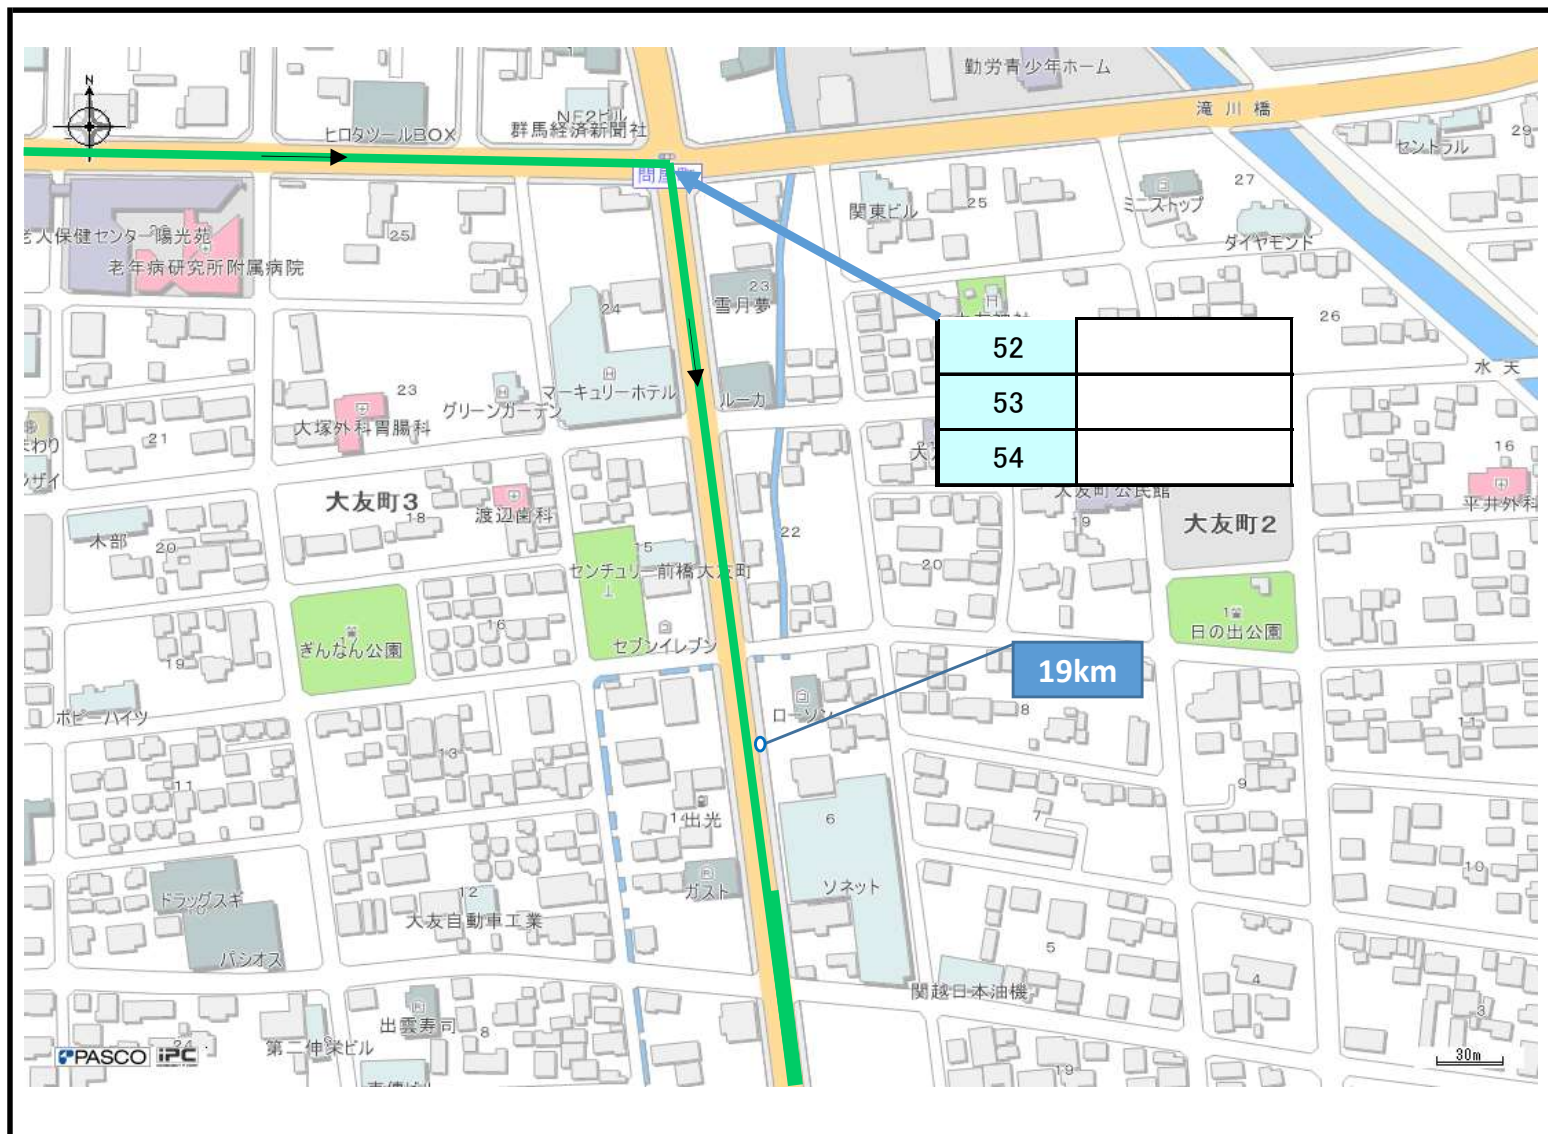 N
勤労青少年ホーム
滝川橋
NF2ビル
群馬経済新聞社
ヒロタツールBOX
セントラル
29
27
ミニストップ
関東ビル
25
ダイヤモンド
25
老人保健センター陽光苑
老年病研究所附属病院
23
雪月夢
24
26
水天
52
53
54
マーキュリーホテル
ルーカ
グリーンガーデン
23
大塚外科胃腸科
21
16
平井外科
大友町公民館
19
大友町2
大友町3
18
渡辺歯科
木部
20
22
15
センチュリー前橋大友町
20
ぎんなん公園
16
セブンイレブン
日の出公園
19
19km
ポピーハイツ
ローソン
8
11
13
11
9
7
6
14
出光
10
ガスト
ソネット
ドラッグスギ
10
12
大友自動車工業
パシオス
5
4
関越日本油機
3
出雲寿司
8
第二伸栄ビル
24
PASCO iPC
19
30m